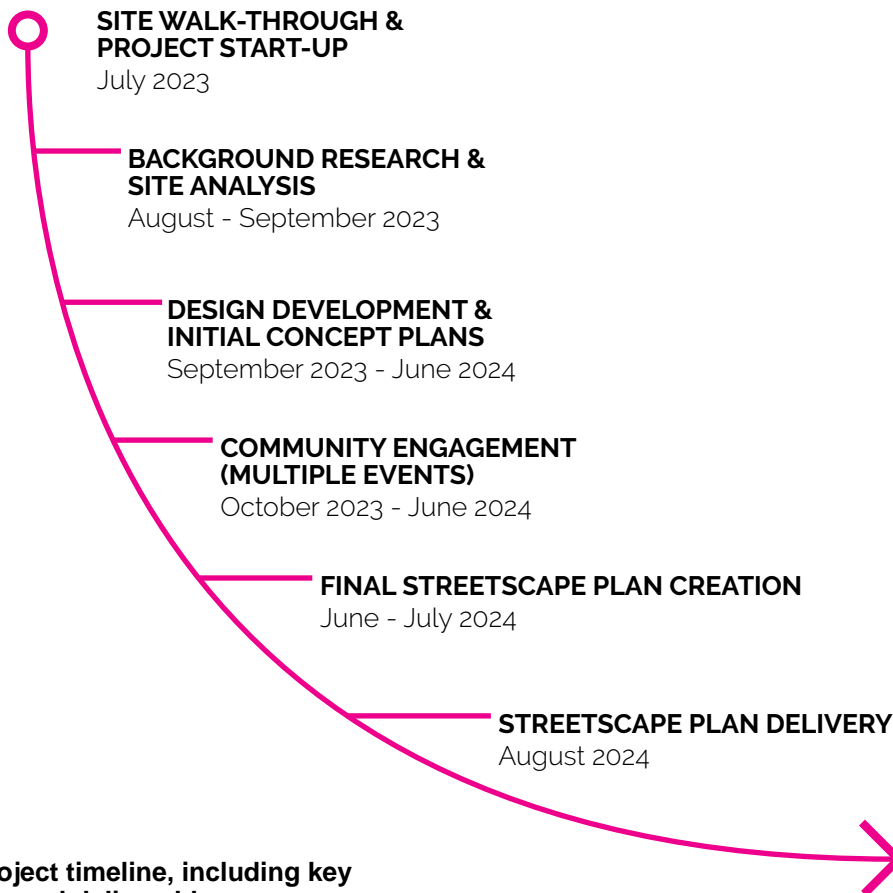 SITE WALK-THROUGH &
PROJECT START-UP
July 2023
BACKGROUND RESEARCH &
SITE ANALYSIS
August - September 2023
DESIGN DEVELOPMENT &
INITIAL CONCEPT PLANS
September 2023 - June 2024
COMMUNITY ENGAGEMENT
(MULTIPLE EVENTS)
October 2023 - June 2024
FINAL STREETSCAPE PLAN CREATION
June - July 2024
STREETSCAPE PLAN DELIVERY
August 2024
oject timeline, including key